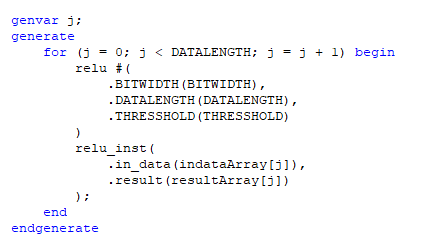 genvar j;
generate
    for (j = 0; j < DATALENGTH; j = j + 1) begin
        relu #(
            .BITWIDTH(BITWIDTH),
            .DATALENGTH(DATALENGTH),
            .THRESSHOLD(THRESSHOLD)
        )
        relu_inst(
            .in_data(indataArray[j]),
            .result(resultArray[j])
        );
    end
endgenerate